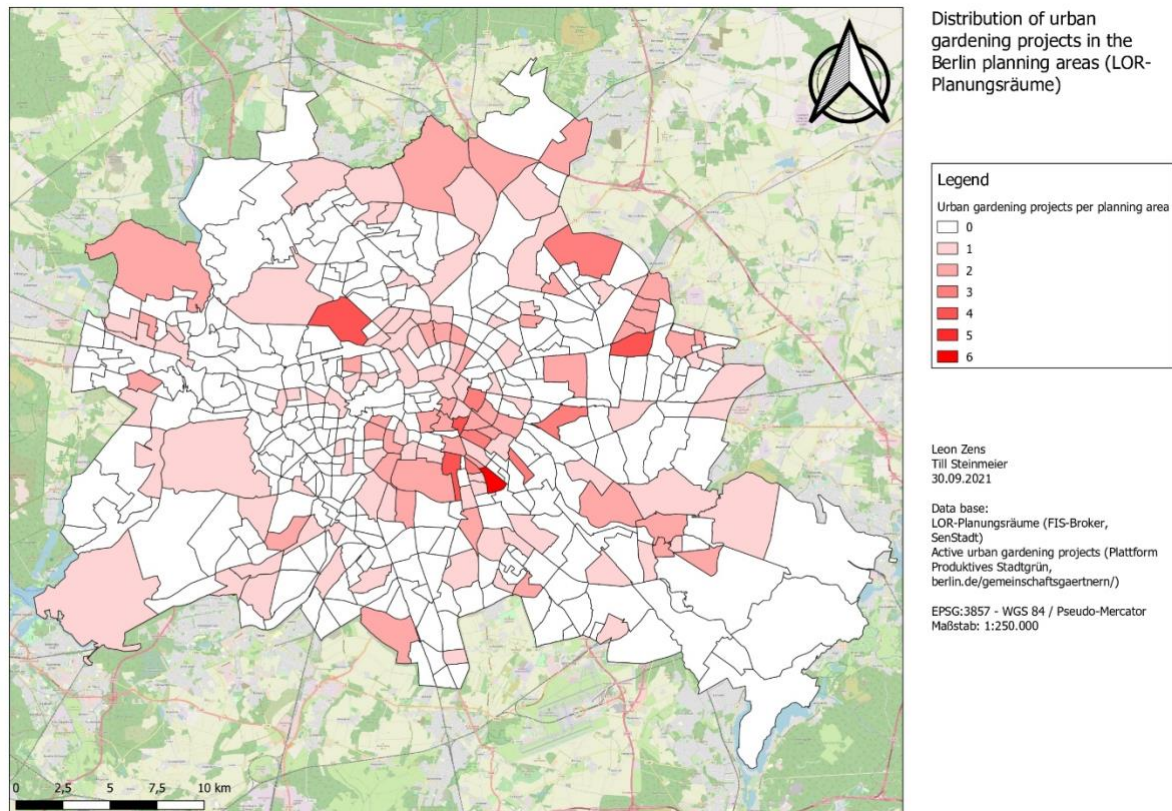 Distribution of urban
gardening projects in the
Berlin planning areas (LOR-
Planungsräume)
Legend
Urban gardening projects per planning area
0
1
2
3
4
5
6
Leon Zens
Till Steinmeier
30.09.2021
Data base:
LOR-Planungsräume (FIS-Broker,
SenStadt)
Active urban gardening projects (Plattform
Produktives Stadtgrün,
berlin.de/gemeinschaftsgaertnern/)
EPSG:3857 - WGS 84 / Pseudo-Mercator
Maßstab: 1:250.000
0 2,5 5 7,5 10 km